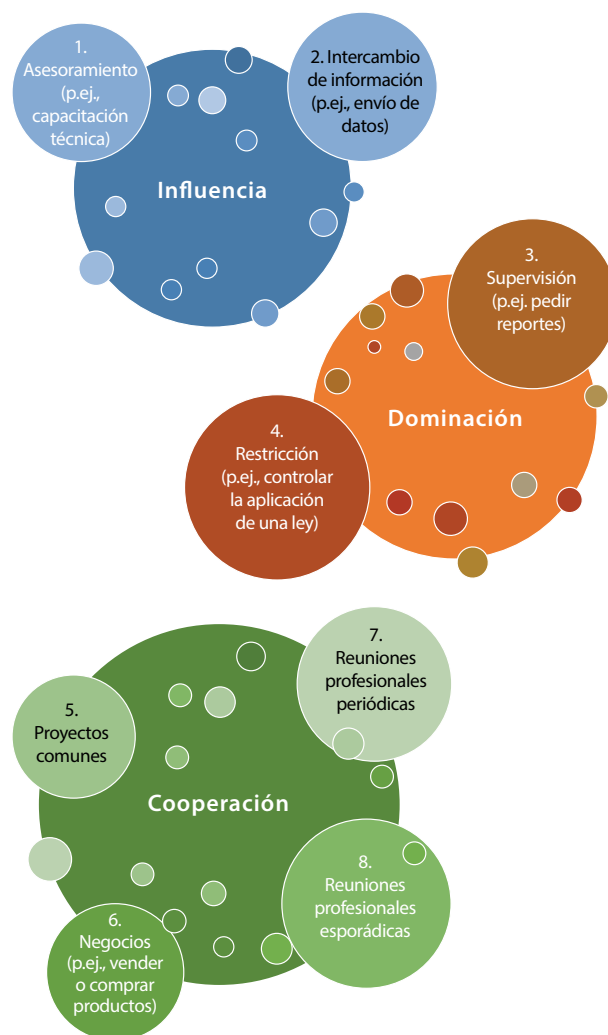 1.
Asesoramiento
(p.ej.,
capacitación
técnica)
2. Intercambio
de información
(p.ej., envío de
datos)
Influencia
3.
Supervisión
(p.ej. pedir
reportes)
Dominación
4.
Restricción
(p.ej., controlar
la aplicación
de una ley)
7.
Reuniones
profesionales
periódicas
5.
Proyectos
comunes
Cooperación
8.
Reuniones
profesionales
esporádicas
6.
Negocios
(p.ej., vender
o comprar
productos)